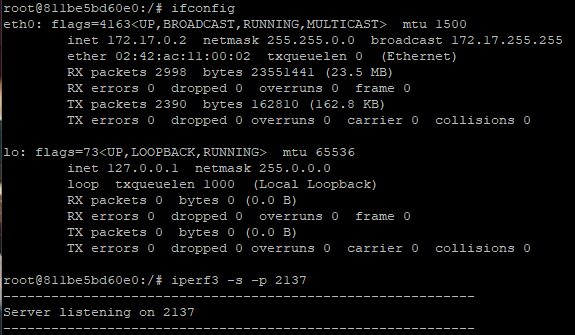 root@811be5bd60e0:/# ifconfig
eth0: flags=4163<UP,BROADCAST,RUNNING,MULTICAST>  mtu 1500
        inet 172.17.0.2  netmask 255.255.0.0  broadcast 172.17.255.255
        ether 02:42:ac:11:00:02  txqueuelen 0  (Ethernet)
        RX packets 2998  bytes 23551441 (23.5 MB)
        RX errors 0  dropped 0  overruns 0  frame 0
        TX packets 2390  bytes 162810 (162.8 KB)
        TX errors 0  dropped 0 overruns 0  carrier 0  collisions 0

lo: flags=73<UP,LOOPBACK,RUNNING>  mtu 65536
        inet 127.0.0.1  netmask 255.0.0.0
        loop  txqueuelen 1000  (Local Loopback)
        RX packets 0  bytes 0 (0.0 B)
        RX errors 0  dropped 0  overruns 0  frame 0
        TX packets 0  bytes 0 (0.0 B)
        TX errors 0  dropped 0 overruns 0  carrier 0  collisions 0

root@811be5bd60e0:/# iperf3 -s -p 2137
-----------------------------------------------------------
Server listening on 2137
-----------------------------------------------------------